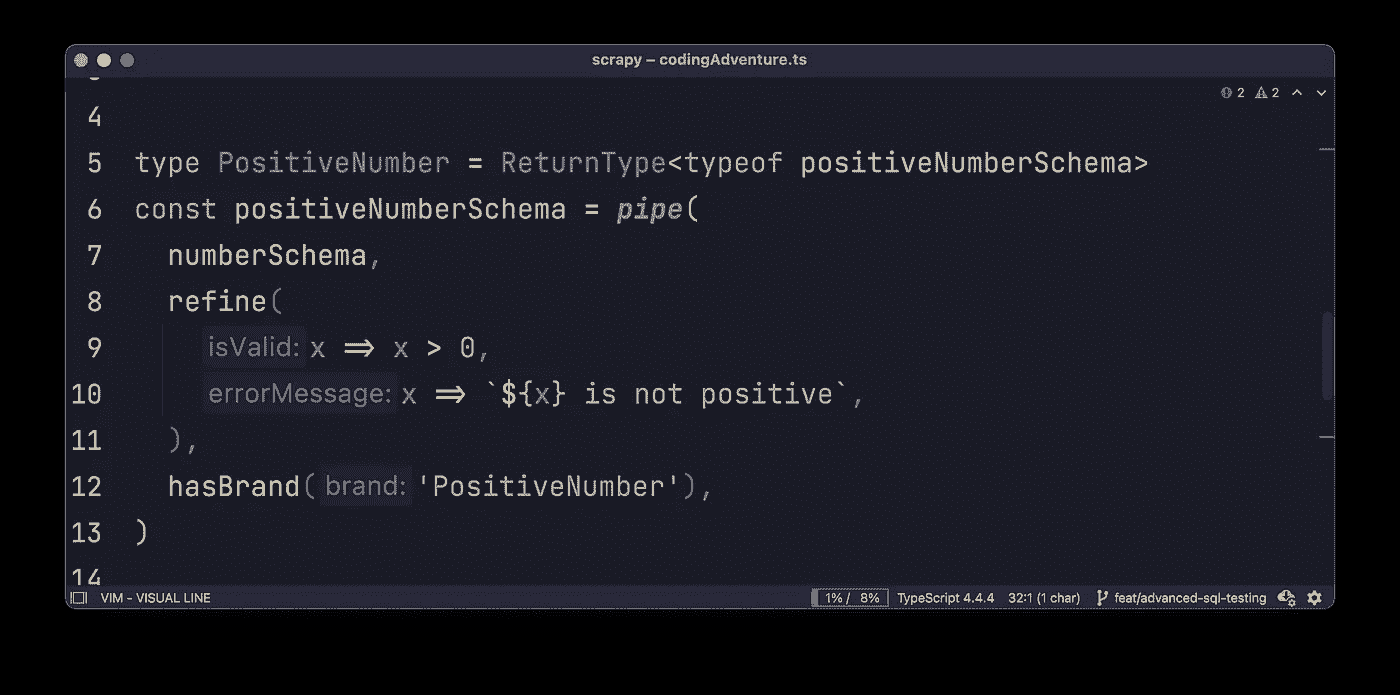 scrapy – codingAdventure.ts
2 2
4
5 type PositiveNumber = ReturnType<typeof positiveNumberSchema>
6 const positiveNumberSchema = pipe(
7 numberSchema,
8 refine(
9 isValid: x => x > 0,
10 errorMessage: x => `${x} is not positive`,
11 ),
12 hasBrand( brand: 'PositiveNumber'),
13 )
14
VIM - VISUAL LINE 1% / 8% TypeScript 4.4.4 32:1 (1 char) feat/advanced-sql-testing